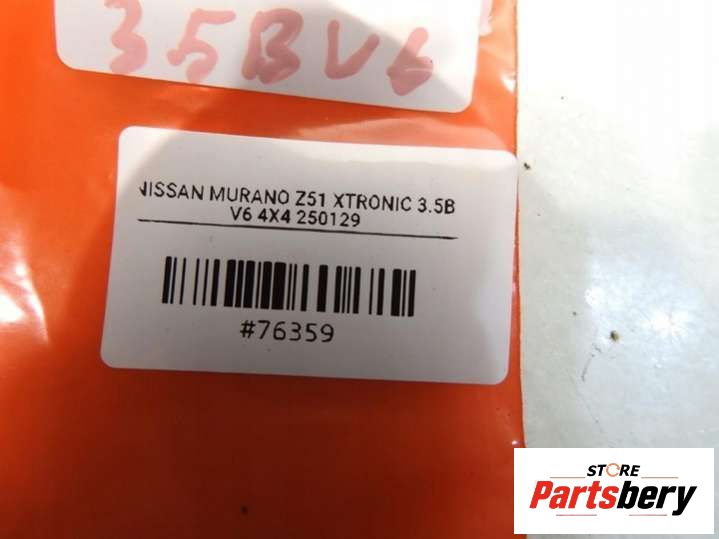 35BV6
NISSAN MURANO Z51 XTRONIC 3.5B
V6 4X4 250129
#76359
STORE
Partsbery